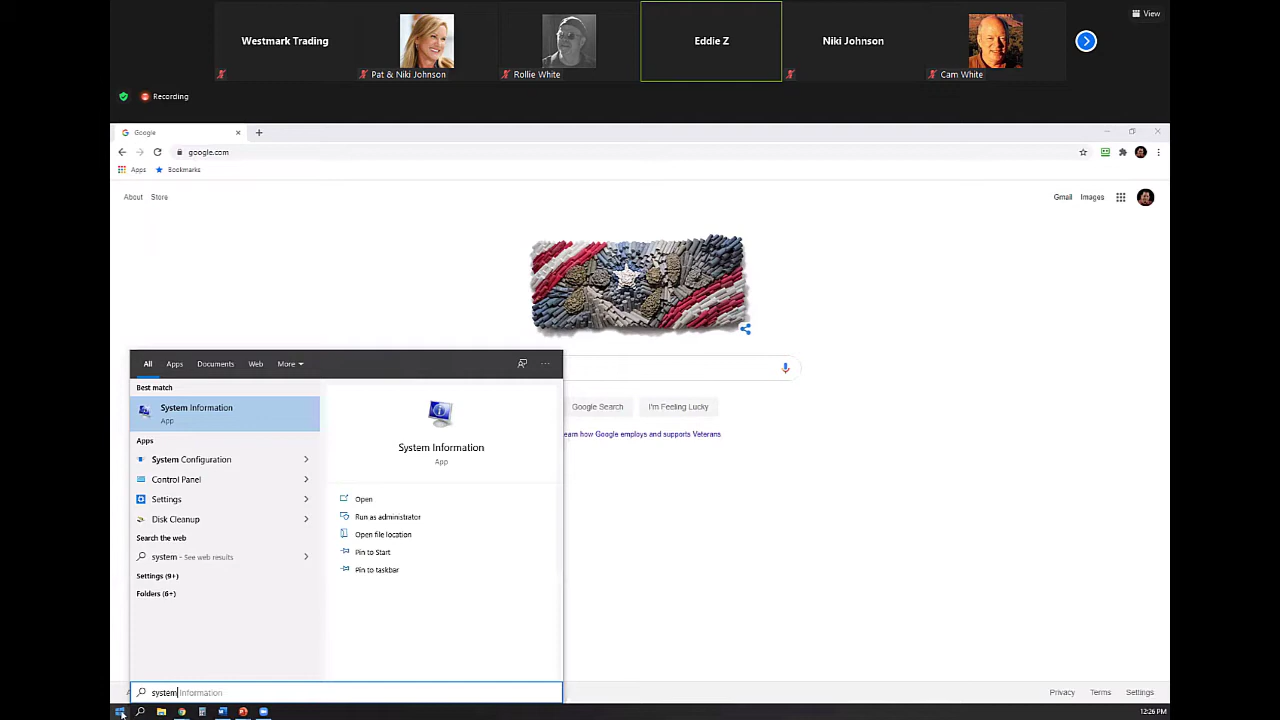 View
Westmark Trading
Pat & Niki Johnson
Rollie White
Eddie Z
Niki Johnson
Cam White
Recording
Google
google.com
Apps
Bookmarks
About
Store
Gmail
Images
All
Apps
Documents
Web
More
Best match
System Information
App
Apps
System Configuration
Control Panel
Settings
Disk Cleanup
Search the web
system - See web results
Settings (9+)
Folders (6+)
System Information
App
Open
Run as administrator
Open file location
Pin to Start
Pin to taskbar
Google Search
I'm Feeling Lucky
earn how Google employs and supports Veterans
system information
Privacy
Terms
Settings
12:26 PM